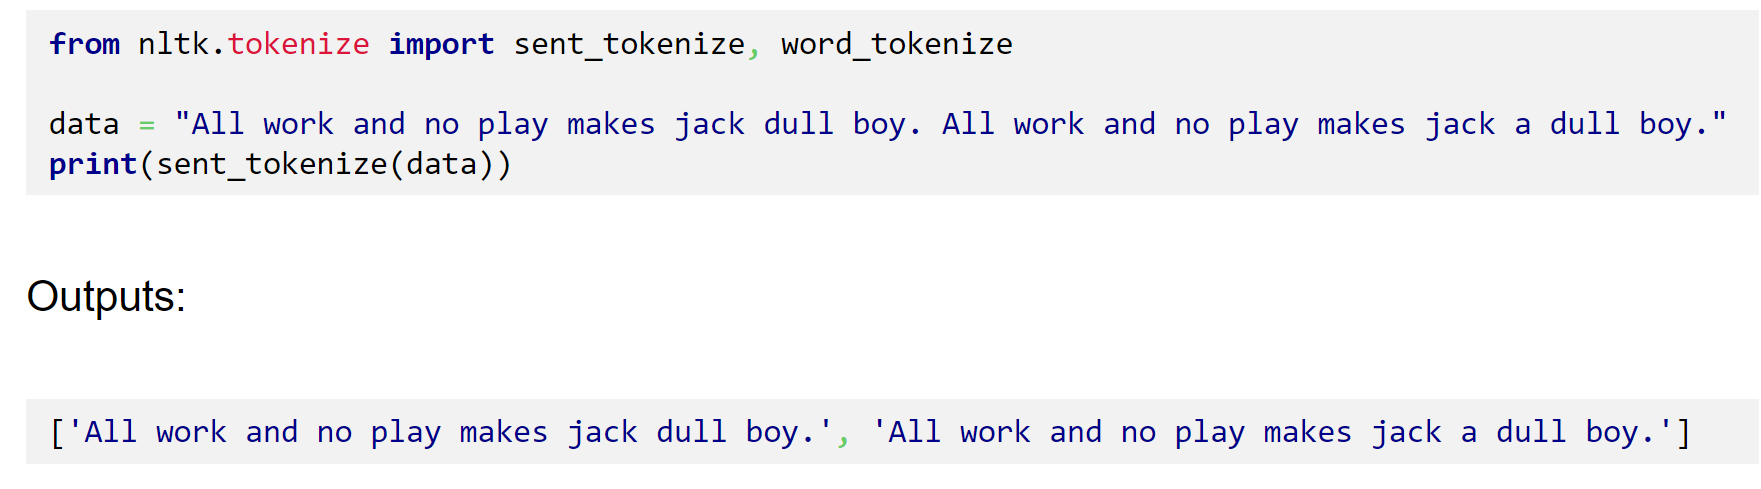 from nltk.tokenize import sent_tokenize, word_tokenize
data = "All work and no play makes jack dull boy. All work and no play makes jack a dull boy."
print(sent_tokenize(data))
Outputs:
['All work and no play makes jack dull boy.', 'All work and no play makes jack a dull boy.']